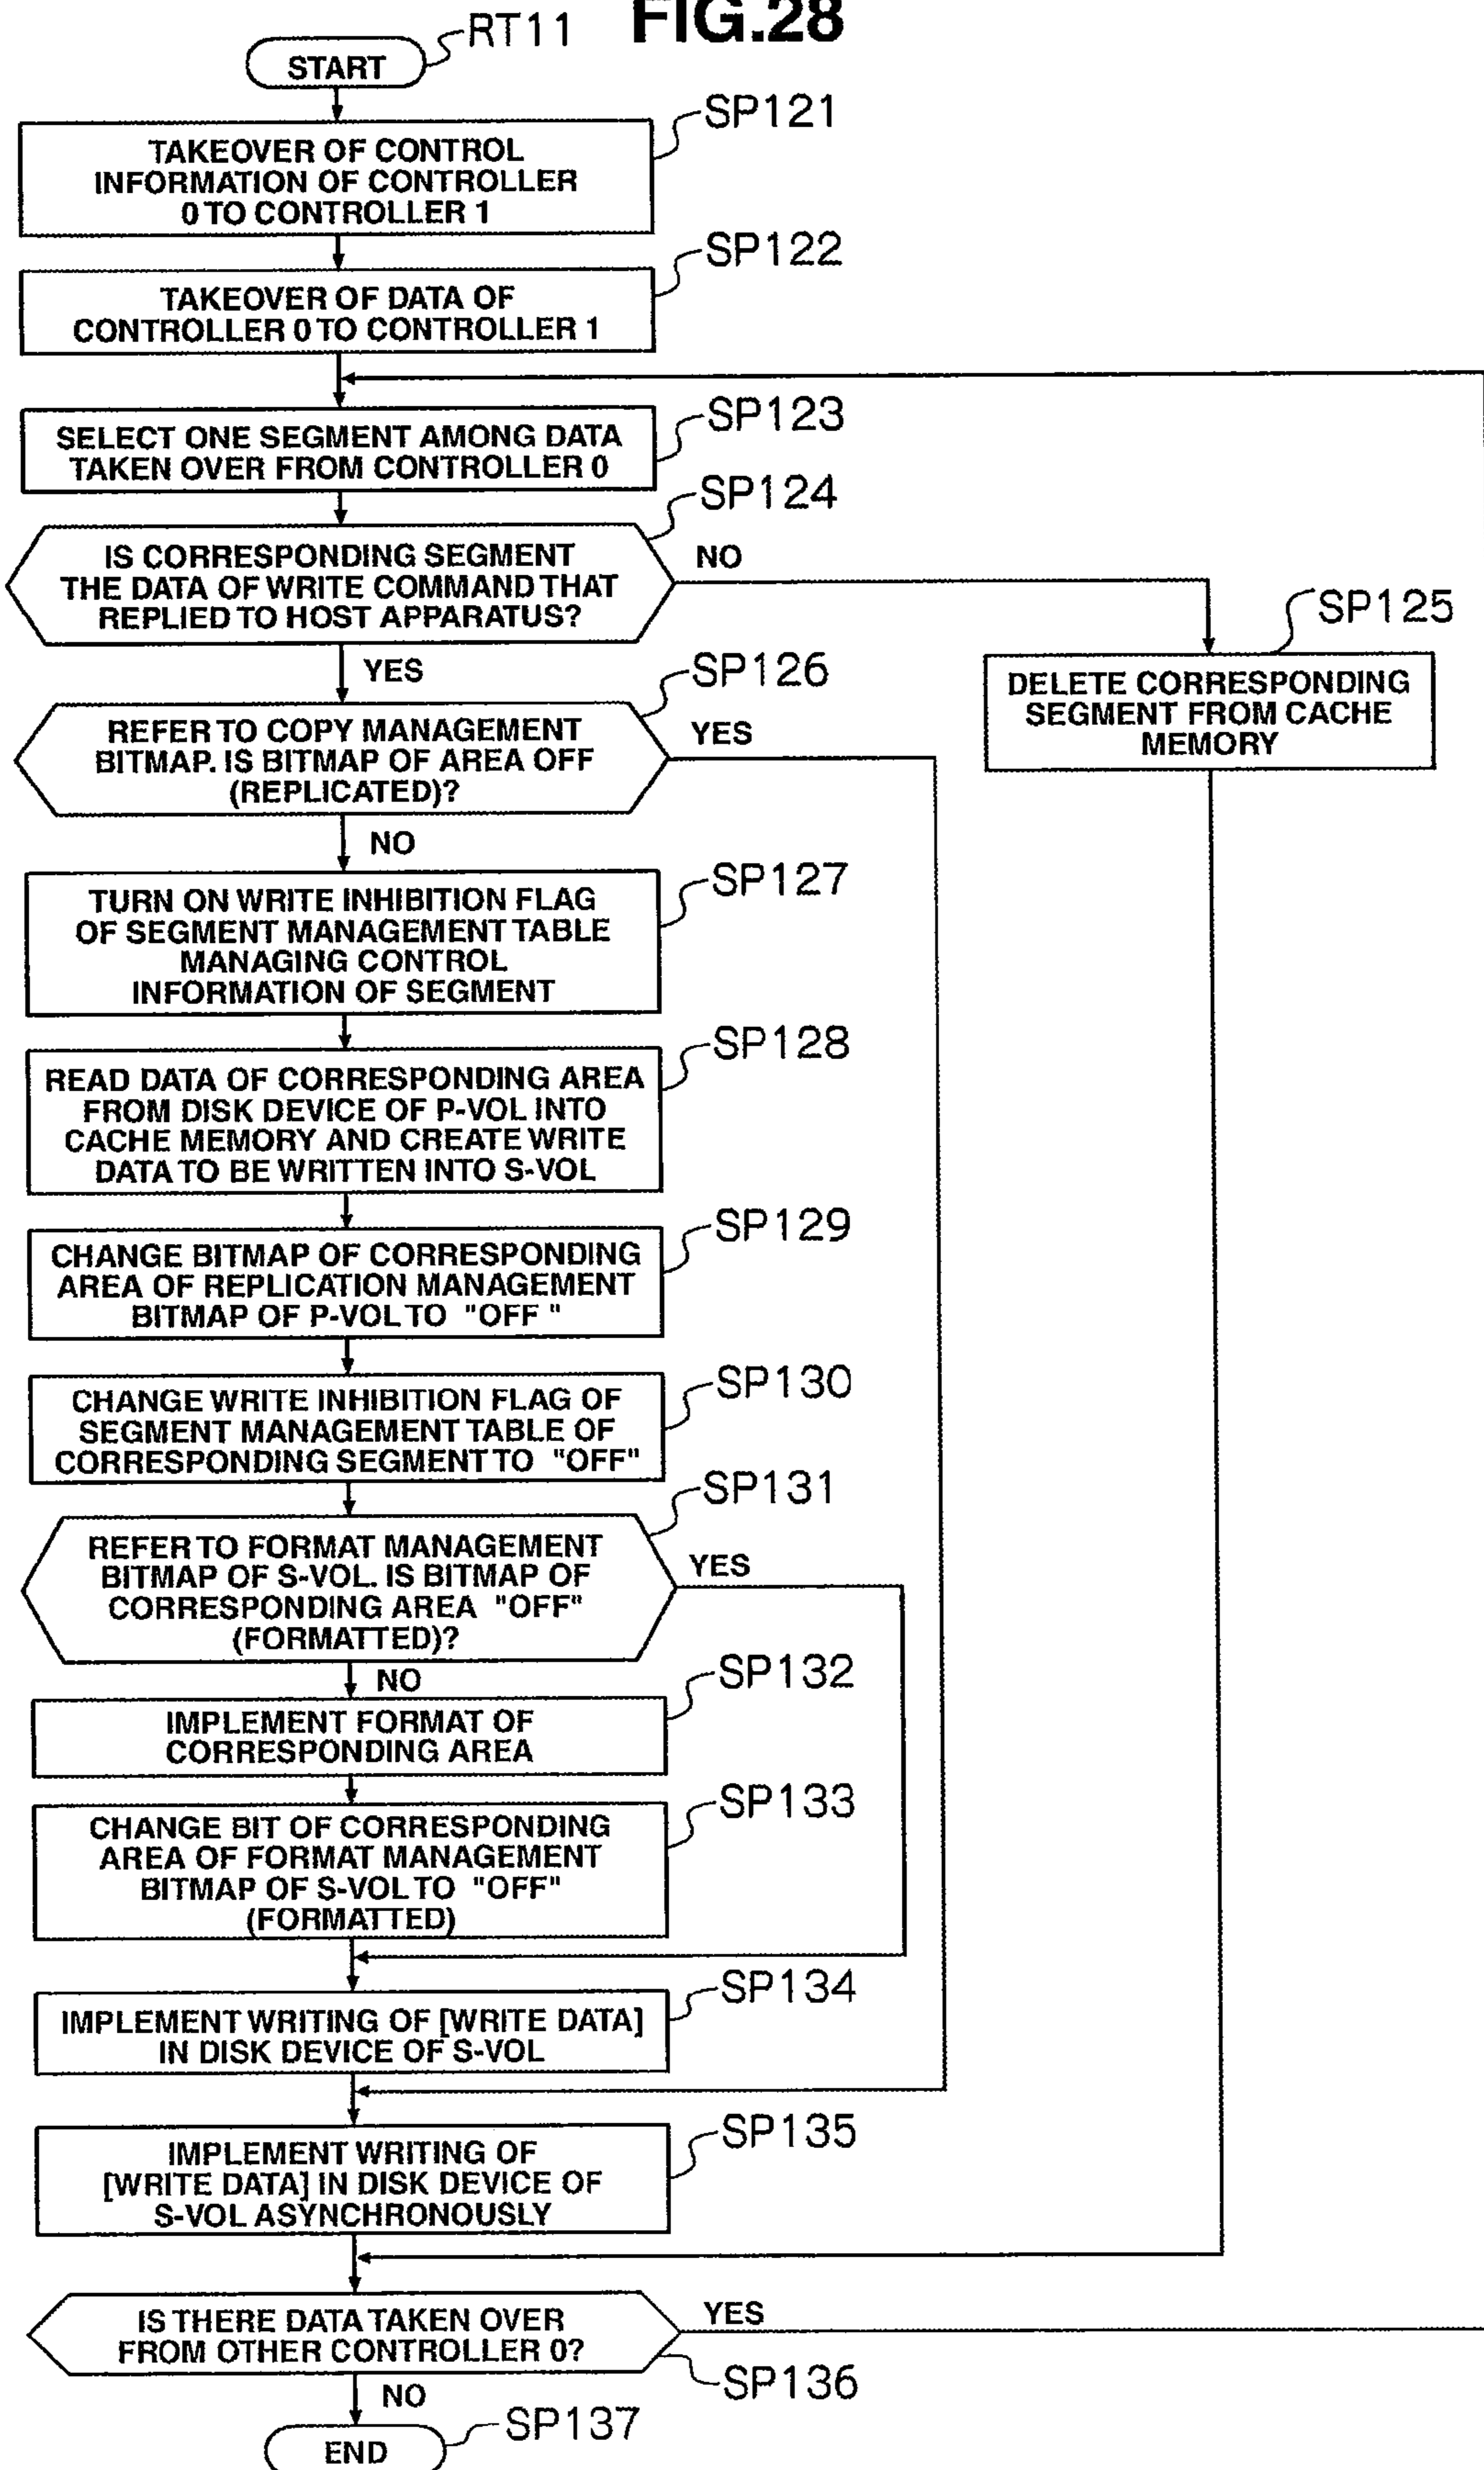 FIG.28
RT11
START
SP121
TAKEOVER OF CONTROL
INFORMATION OF CONTROLLER
0 TO CONTROLLER 1
SP122
TAKEOVER OF DATA OF
CONTROLLER 0 TO CONTROLLER 1
SP123
SELECT ONE SEGMENT AMONG DATA
TAKEN OVER FROM CONTROLLER 0
SP124
IS CORRESPONDING SEGMENT
THE DATA OF WRITE COMMAND THAT
REPLIED TO HOST APPARATUS?
NO
SP125
DELETE CORRESPONDING
SEGMENT FROM CACHE
MEMORY
YES
SP126
REFER TO COPY MANAGEMENT
BITMAP. IS BITMAP OF AREA OFF
(REPLICATED)?
YES
NO
SP127
TURN ON WRITE INHIBITION FLAG
OF SEGMENT MANAGEMENT TABLE
MANAGING CONTROL
INFORMATION OF SEGMENT
SP128
READ DATA OF CORRESPONDING AREA
FROM DISK DEVICE OF P-VOL INTO
CACHE MEMORY AND CREATE WRITE
DATA TO BE WRITTEN INTO S-VOL
SP129
CHANGE BITMAP OF CORRESPONDING
AREA OF REPLICATION MANAGEMENT
BITMAP OF P-VOL TO "OFF "
SP130
CHANGE WRITE INHIBITION FLAG OF
SEGMENT MANAGEMENT TABLE OF
CORRESPONDING SEGMENT TO "OFF"
SP131
REFER TO FORMAT MANAGEMENT
BITMAP OF S-VOL. IS BITMAP OF
CORRESPONDING AREA "OFF"
(FORMATTED)?
YES
NO
SP132
IMPLEMENT FORMAT OF
CORRESPONDING AREA
SP133
CHANGE BIT OF CORRESPONDING
AREA OF FORMAT MANAGEMENT
BITMAP OF S-VOL TO "OFF"
(FORMATTED)
SP134
IMPLEMENT WRITING OF [WRITE DATA]
IN DISK DEVICE OF S-VOL
SP135
IMPLEMENT WRITING OF
[WRITE DATA] IN DISK DEVICE OF
S-VOL ASYNCHRONOUSLY
IS THERE DATA TAKEN OVER
FROM OTHER CONTROLLER 0?
YES
SP136
NO
SP137
END